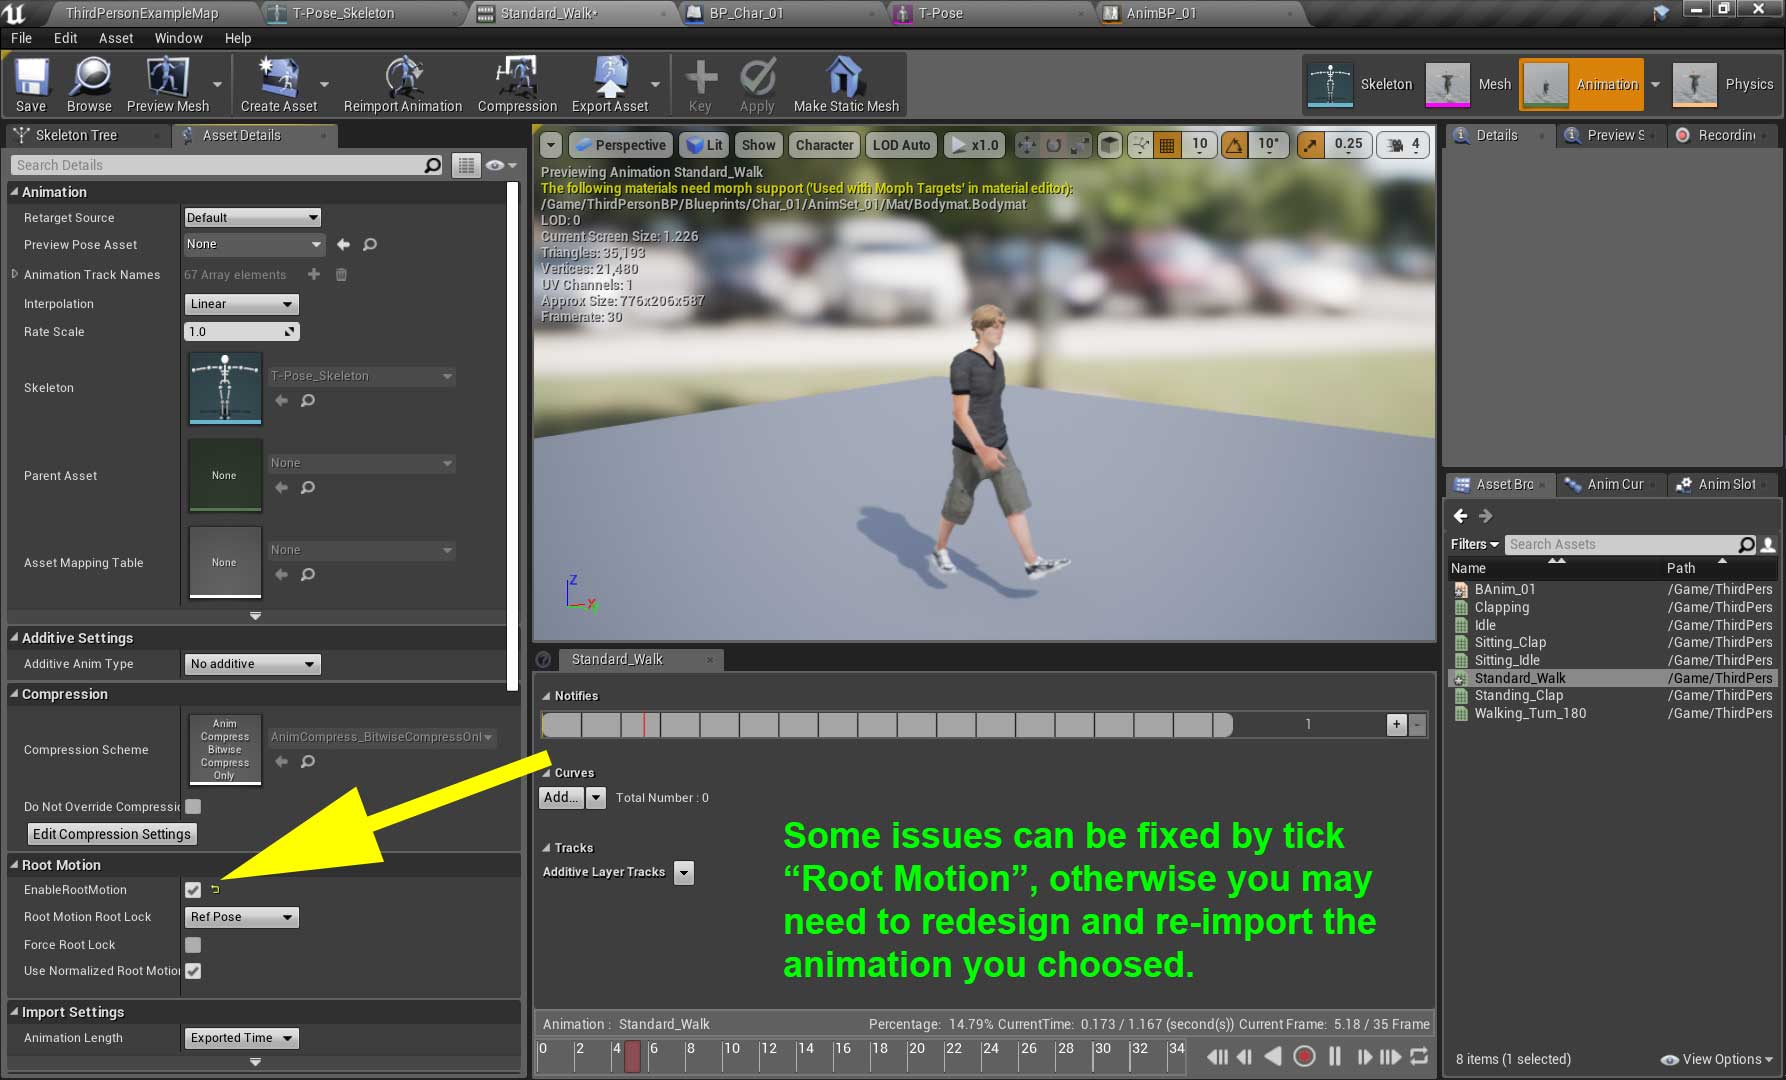 ThirdPersonExampleMap
T-Pose_Skeleton
Standard_Walk*
BP_Char_01
T-Pose
AnimBP_01
File Edit Asset Window Help
Save
Browse
Preview Mesh
Create Asset
Reimport Animation
Compression
Export Asset
Key
Apply
Make Static Mesh
Skeleton
Mesh
Animation
Physics
Skeleton Tree
Asset Details
Search Details
Animation
Retarget Source Default
Preview Pose Asset None
Animation Track Names 67 Array elements
Interpolation Linear
Rate Scale 1.0
Skeleton T-Pose_Skeleton
Parent Asset None None
Asset Mapping Table None None
Additive Settings
Additive Anim Type No additive
Compression
Compression Scheme
Anim
Compress
Bitwise
Compress
Only
AnimCompress_BitwiseCompressOnl
Do Not Override Compressic
Edit Compression Settings
Root Motion
EnableRootMotion
Root Motion Root Lock Ref Pose
Force Root Lock
Use Normalized Root Motion
Import Settings
Animation Length Exported Time
Perspective Lit Show Character LOD Auto x1.0 10 10° 0.25 4
Previewing Animation Standard_Walk
The following materials need morph support ('Used with Morph Targets' in material editor):
/Game/ThirdPersonBP/Blueprints/Char_01/AnimSet_01/Mat/Bodymat.Bodymat
LOD: 0
Current Screen Size: 1.226
Triangles: 35,193
Vertices: 21,480
UV Channels: 1
Approx Size: 776x206x587
Framerate: 30
Z
X
Standard_Walk
Notifies
1
+ -
Curves
Add... Total Number : 0
Tracks
Additive Layer Tracks
Some issues can be fixed by tick
“Root Motion”, otherwise you may
need to redesign and re-import the
animation you choosed.
Animation : Standard_Walk Percentage: 14.79% CurrentTime: 0.173 / 1.167 (second(s)) Current Frame: 5.18 / 35 Frame
0 2 4 6 8 10 12 14 16 18 20 22 24 26 28 30 32 34
Details
Preview S
Recordin
Asset Brc
Anim Cur
Anim Slot
Filters
Search Assets
Name Path
BAnim_01 /Game/ThirdPers
Clapping /Game/ThirdPers
Idle /Game/ThirdPers
Sitting_Clap /Game/ThirdPers
Sitting_Idle /Game/ThirdPers
Standard_Walk /Game/ThirdPers
Standing_Clap /Game/ThirdPers
Walking_Turn_180 /Game/ThirdPers
8 items (1 selected)
View Options